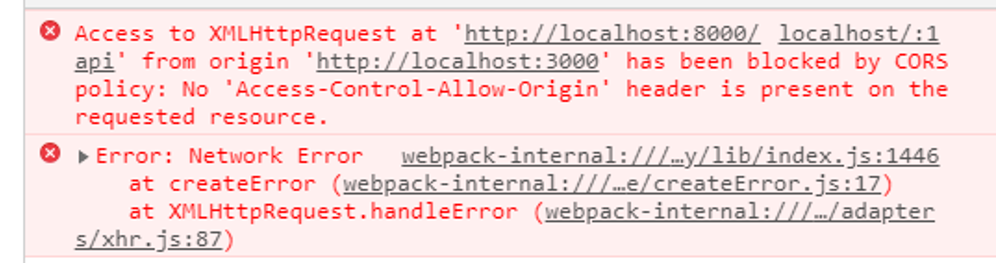 Access to XMLHttpRequest at 'http://localhost:8000/ localhost/:1
api' from origin 'http://localhost:3000' has been blocked by CORS
policy: No 'Access-Control-Allow-Origin' header is present on the
requested resource.
Error: Network Error webpack-internal:///…y/lib/index.js:1446
at createError (webpack-internal:///…e/createError.js:17)
at XMLHttpRequest.handleError (webpack-internal:///…/adapter
s/xhr.js:87)